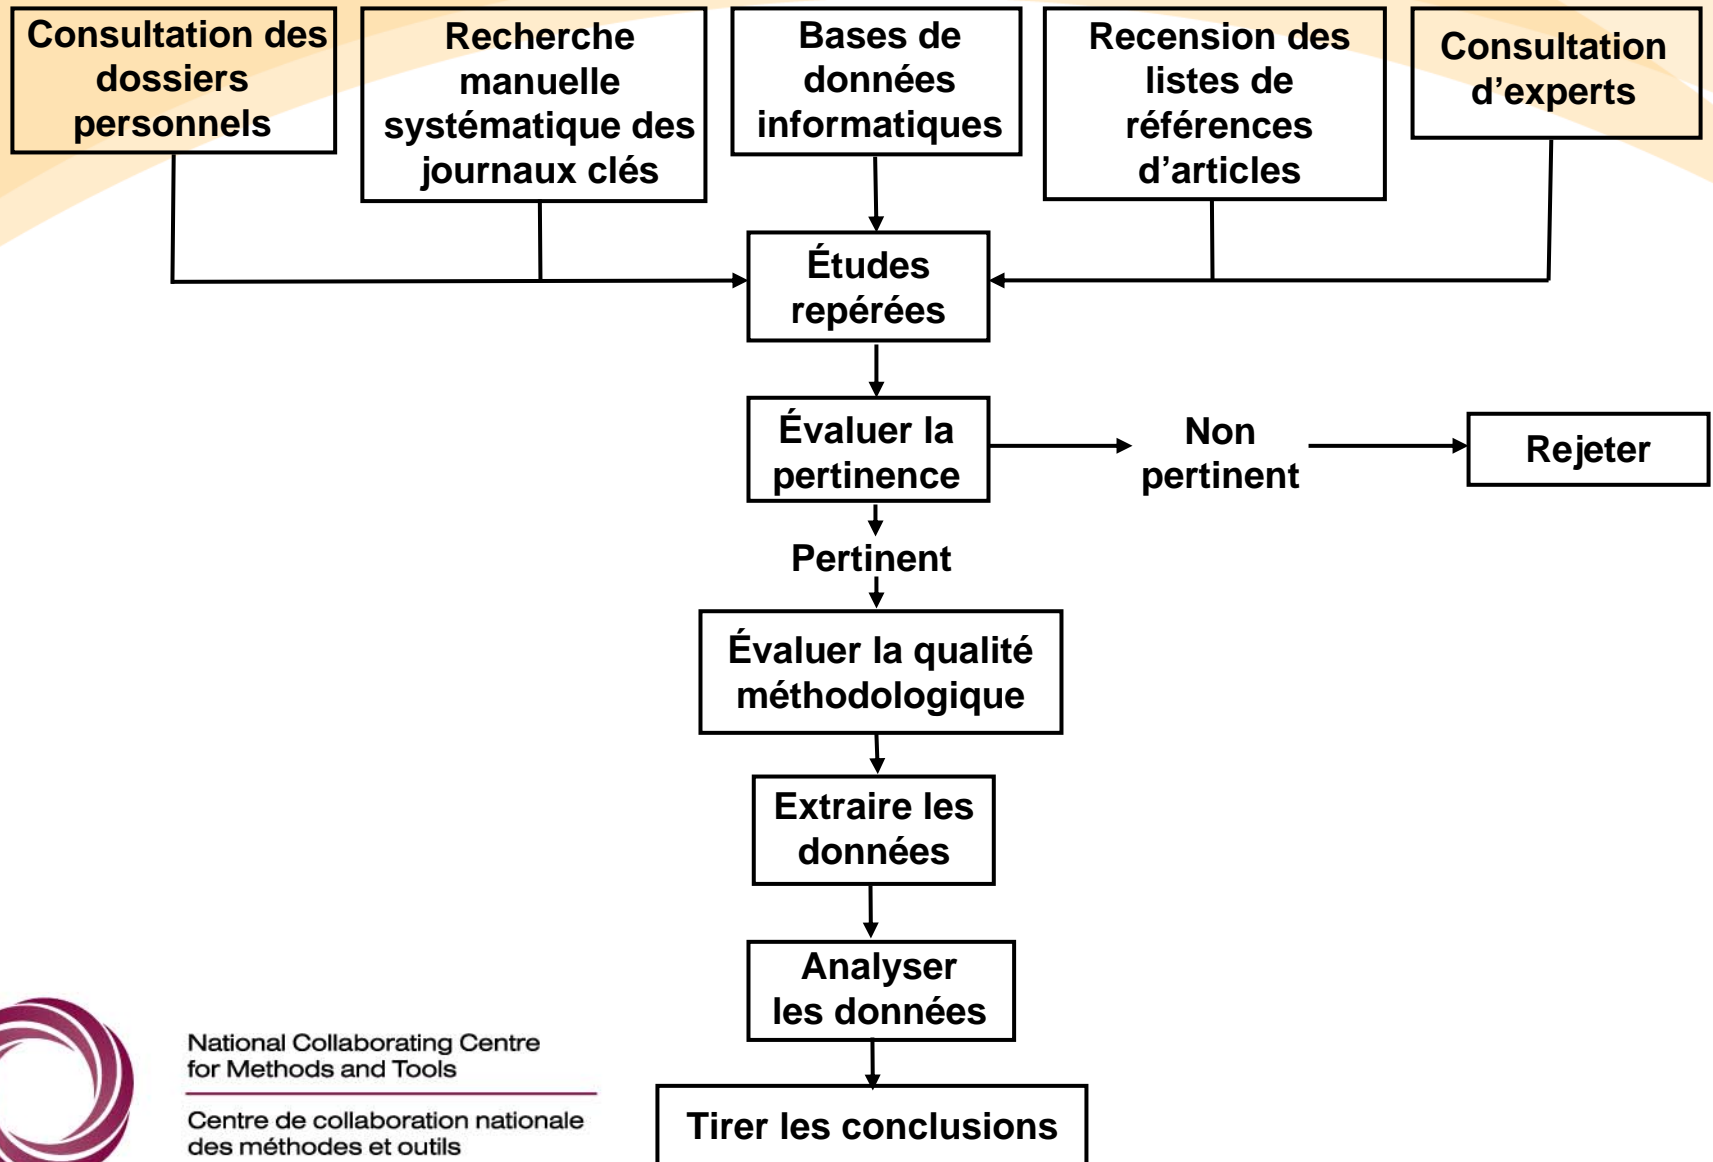 Consultation des
dossiers
personnels
Recherche
manuelle
systématique des
journaux clés
Bases de
données
informatiques
Recension des
listes de
références
d’articles
Consultation
d’experts
Études
repérées
Évaluer la
pertinence
Non
pertinent
Rejeter
Pertinent
Évaluer la qualité
méthodologique
Extraire les
données
Analyser
les données
Tirer les conclusions
National Collaborating Centre
for Methods and Tools
Centre de collaboration nationale
des méthodes et outils